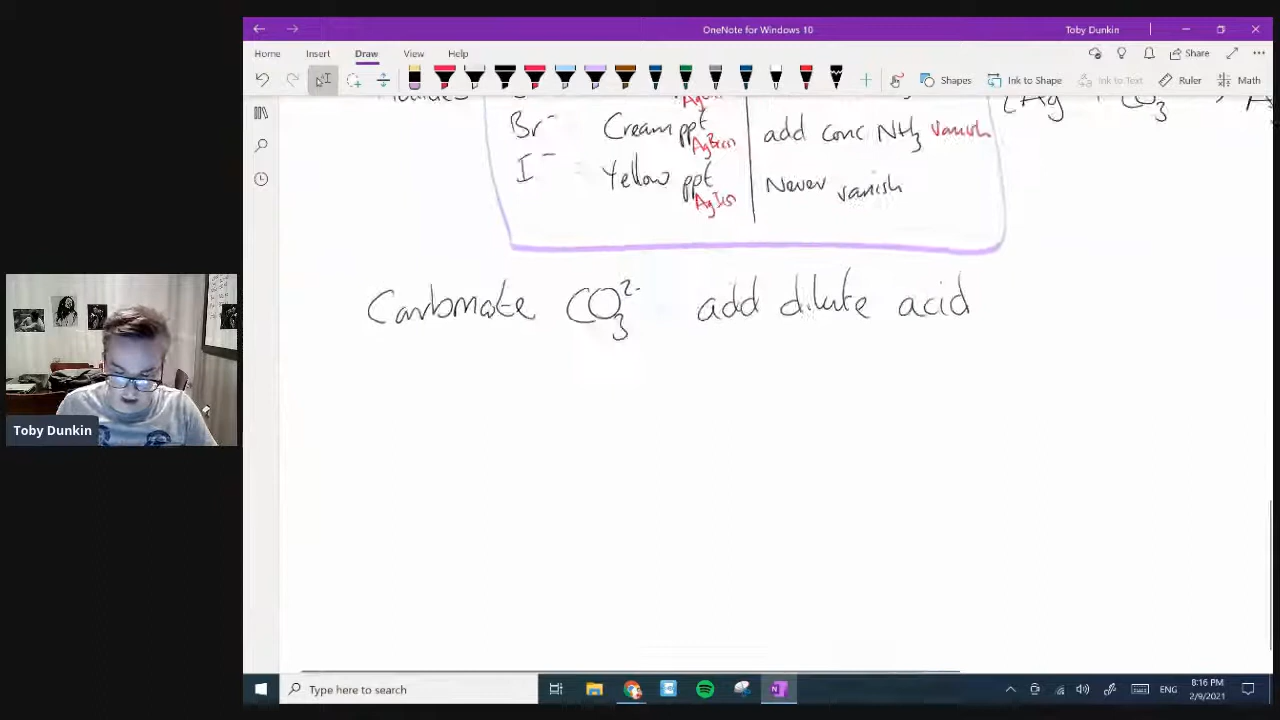 OneNote for Windows 10
Toby Dunkin
Home Insert Draw View Help
Share
Shapes Ink to Shape Ink to Text Ruler Math
Br⁻ Cream ppt AgBr(s) add conc NH₃ vanish
I⁻ Yellow ppt AgI(s) Never vanish
Carbonate CO₃²⁻ add dilute acid
Toby Dunkin
Type here to search
ENG
8:16 PM
2/9/2021